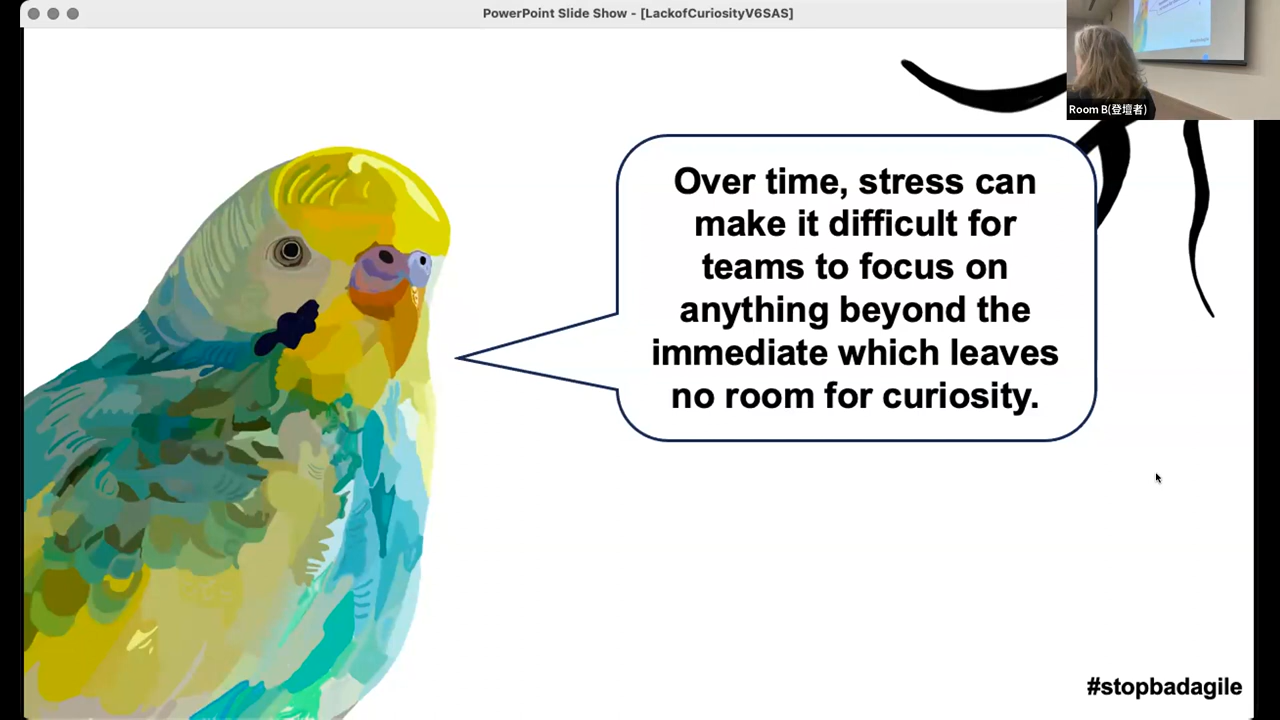 PowerPoint Slide Show - [LackofCuriosityV6SAS]
Room B(登壇者)
Over time, stress can
make it difficult for
teams to focus on
anything beyond the
immediate which leaves
no room for curiosity.
#stopbadagile